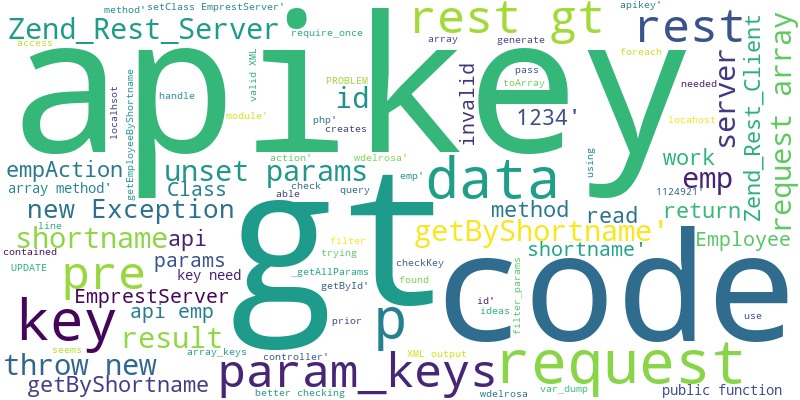 method' setClass EmprestServer'
apikey'
rest gt
rest
Zend_Rest_Server
require_once
array
generate
access
apikey
foreach
valid XML
PROBLEM
pass
toArray
needed
request array
Zend_Rest_Client
server
invalid
handle
id
1234'
localhsot
getEmployeeByShortname
module'
php'
creates
locahost
action'
wdelrosa'
using
work
empAction
unset params
emp'
data
emp
array method'
Class
check
query
1124921'
able
new Exception
gt
method
read
return
line
shortname
api
getByShortname'
Employee
filter
shortname'
contained
trying
code
UPDATE
pre
params
_getAllParams
checkKey
found
filter_params
key need
getById'
EmprestServer
id'
key
api emp
prior
p
ideas
use
result
seems
array_keys
controller'
XML output
request
throw new
param_keys
getByShortname
better checking
wdelrosa
var_dump
public function